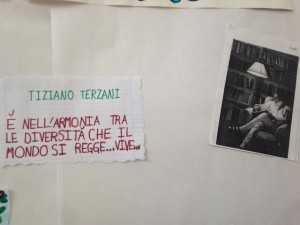 TIZIANO TERZANI
È NELL'ARMONIA TRA
LE DIVERSITÀ CHE IL
MONDO SI REGGE...VIVE...